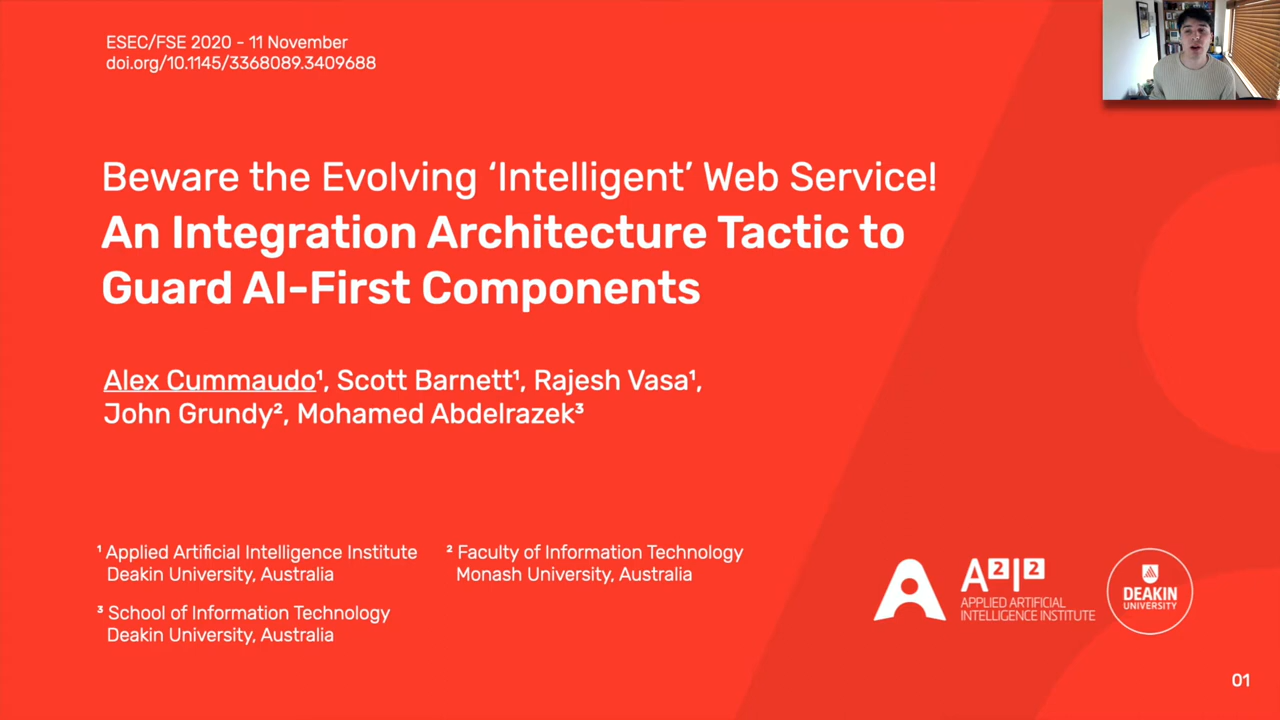 ESEC/FSE 2020 - 11 November
doi.org/10.1145/3368089.3409688
Beware the Evolving ‘Intelligent’ Web Service!
An Integration Architecture Tactic to
Guard AI-First Components
Alex Cummaudo¹, Scott Barnett¹, Rajesh Vasa¹,
John Grundy², Mohamed Abdelrazek³
¹ Applied Artificial Intelligence Institute
Deakin University, Australia
² Faculty of Information Technology
Monash University, Australia
³ School of Information Technology
Deakin University, Australia
A²I²
APPLIED ARTIFICIAL
INTELLIGENCE INSTITUTE
DEAKIN
UNIVERSITY
01